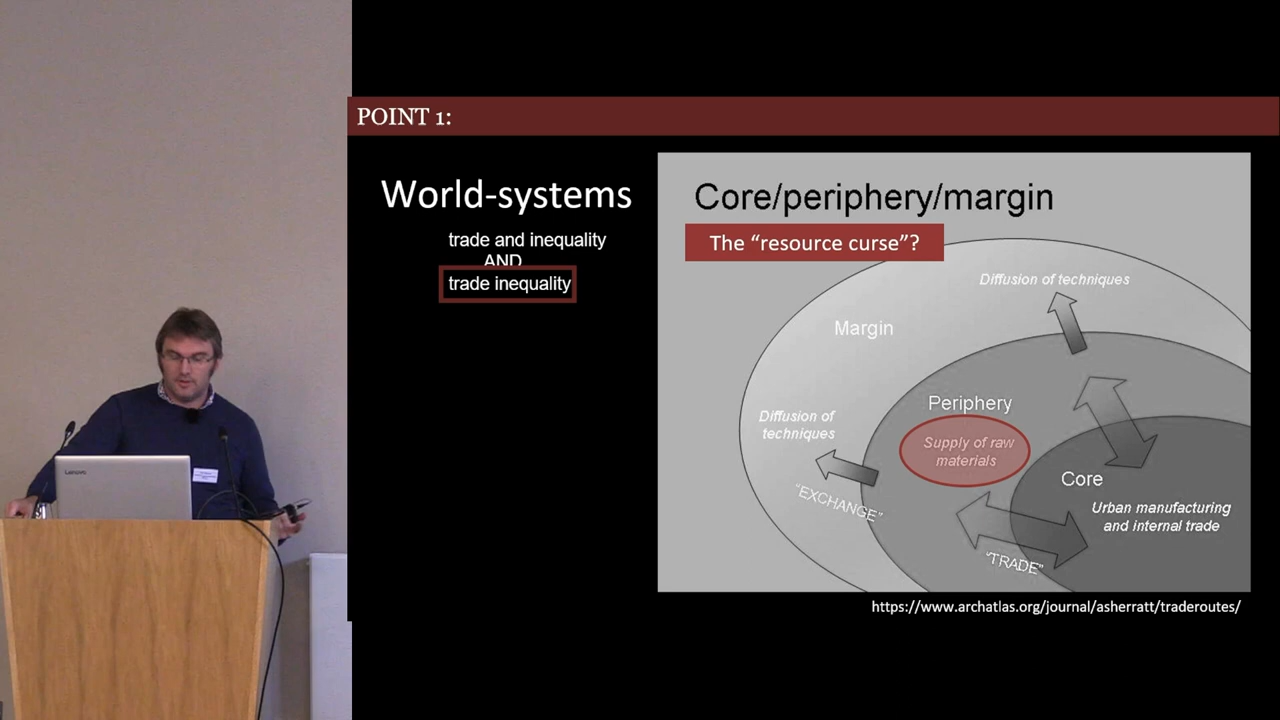 POINT 1:
World-systems
trade and inequality
AND
trade inequality
Core/periphery/margin
The “resource curse”?
Diffusion of techniques
Margin
Periphery
Diffusion of
techniques
Supply of raw
materials
Core
"EXCHANGE"
Urban manufacturing
and internal trade
"TRADE"
https://www.archatlas.org/journal/asherratt/traderoutes/
Lenovo